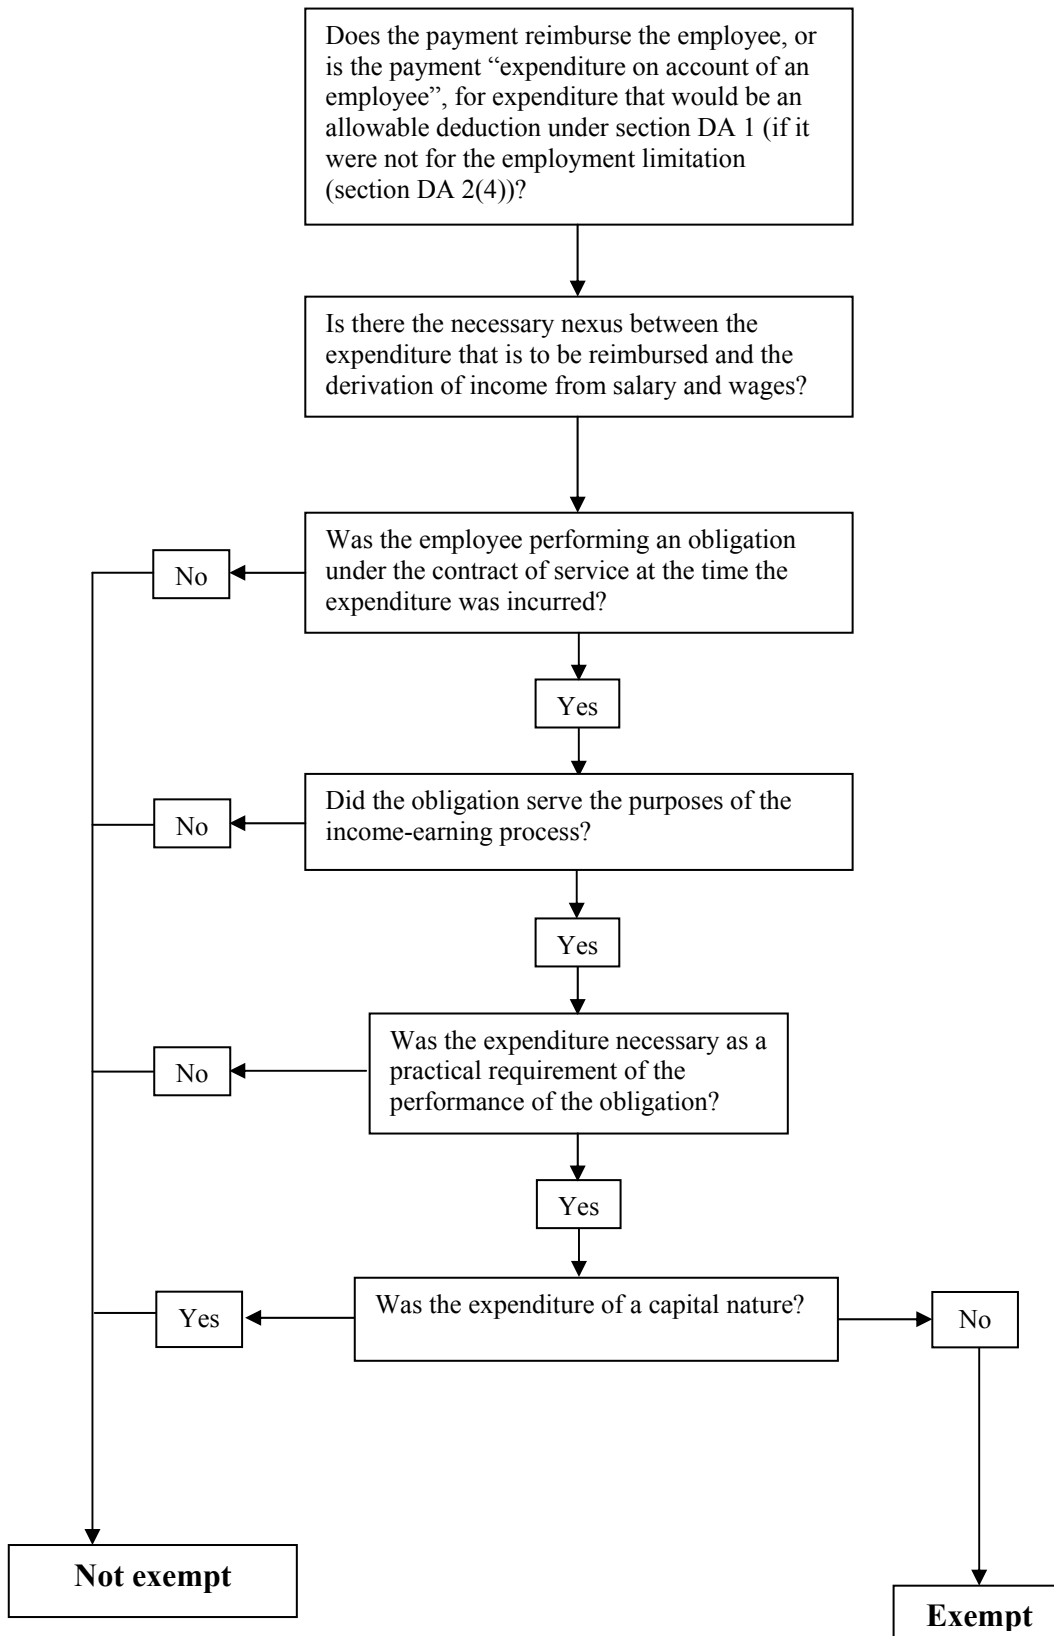 Does the payment reimburse the employee, or
is the payment “expenditure on account of an
employee”, for expenditure that would be an
allowable deduction under section DA 1 (if it
were not for the employment limitation
(section DA 2(4))?
Is there the necessary nexus between the
expenditure that is to be reimbursed and the
derivation of income from salary and wages?
Was the employee performing an obligation
under the contract of service at the time the
expenditure was incurred?
No
Yes
Did the obligation serve the purposes of the
income-earning process?
No
Yes
Was the expenditure necessary as a
practical requirement of the
performance of the obligation?
No
Yes
Was the expenditure of a capital nature?
Yes
No
Not exempt
Exempt